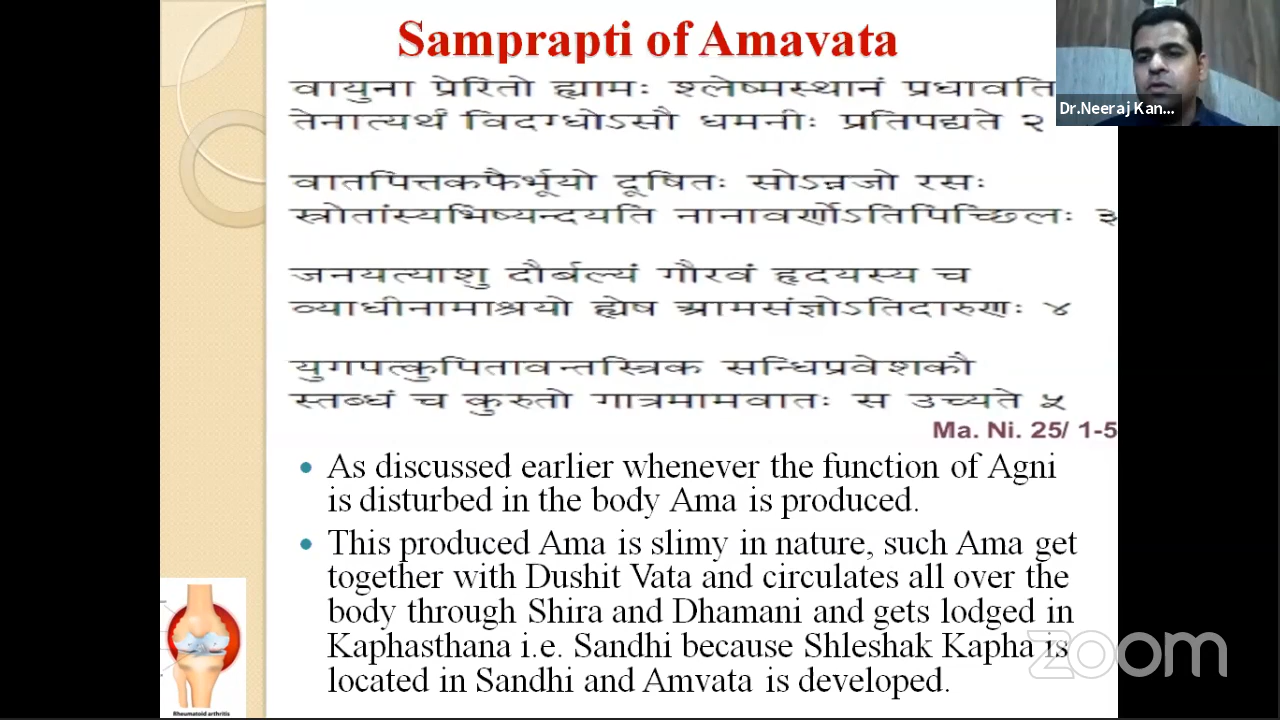 Samprapti of Amavata
वायुना प्रेरितो ह्यामः श्लेष्मस्थानं प्रधावति
तेनात्यर्थं विदग्धोऽसौ धमनीः प्रतिपद्यते २
वातपित्तकफैर्भूयो दूषितः सोऽन्नजो रसः
स्त्रोतांस्यभिष्यन्दयति नानावर्णोऽतिपिच्छिलः ३
जनयत्याशु दौर्बल्यं गौरवं हृदयस्य च
व्याधीनामाश्रयो ह्येष आमसंज्ञोऽतिदारुणः ४
युगपत्कुपितावन्तस्त्रिक सन्धिप्रवेशकौ
स्तब्धं च कुरुतो गात्रमामवातः स उच्यते ५
Ma. Ni. 25/ 1-5
• As discussed earlier whenever the function of Agni
is disturbed in the body Ama is produced.
• This produced Ama is slimy in nature, such Ama get
together with Dushit Vata and circulates all over the
body through Shira and Dhamani and gets lodged in
Kaphasthana i.e. Sandhi because Shleshak Kapha is
located in Sandhi and Amvata is developed.
Rheumatoid arthritis
Dr.Neeraj Kan...
zoom